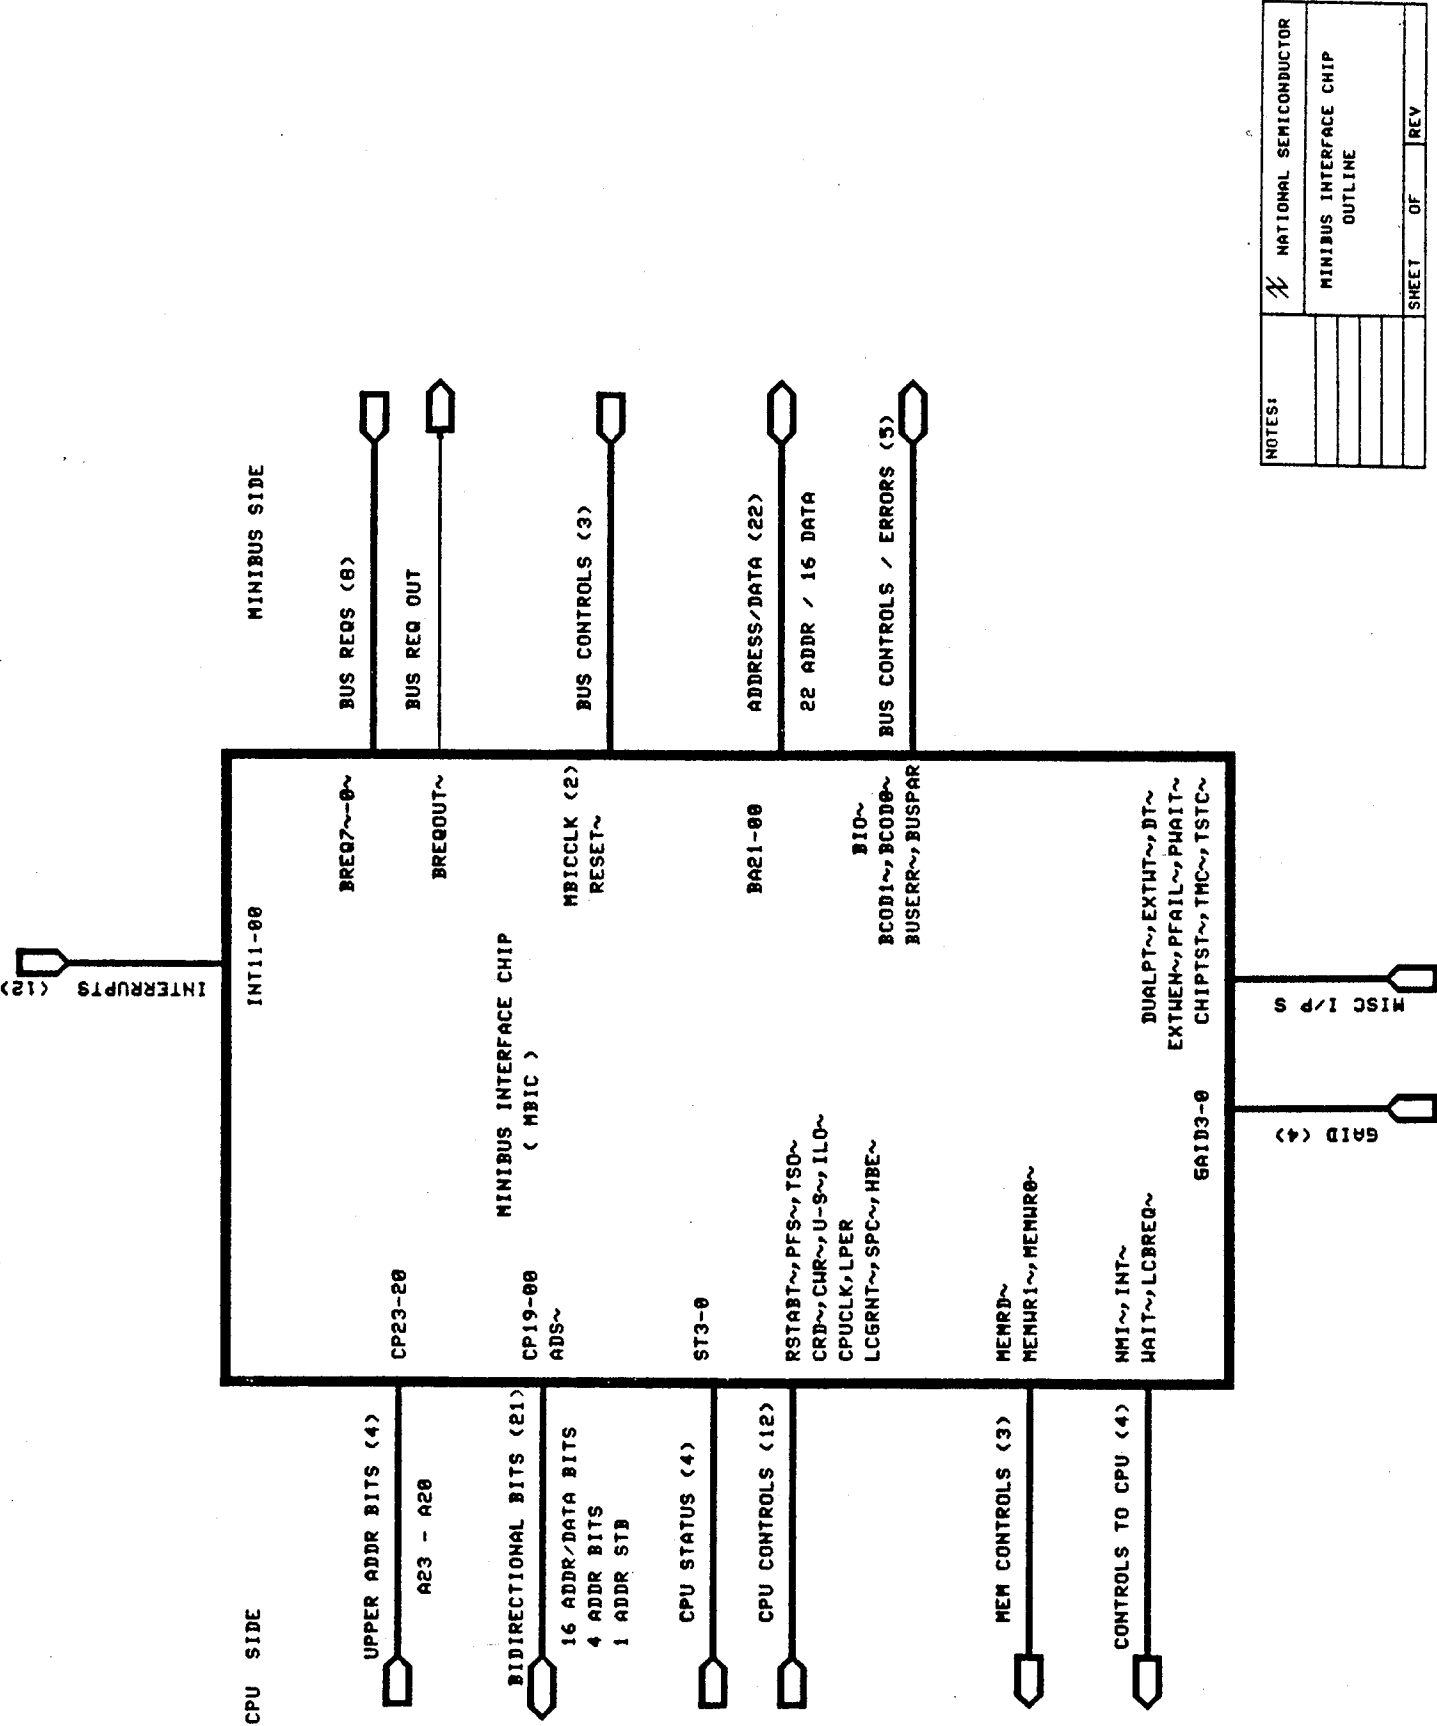 CPU SIDE
MINIBUS SIDE
INTERRUPTS (12)
INT11-00
UPPER ADDR BITS (4)
A23 - A20
CP23-20
BIDIRECTIONAL BITS (21)
16 ADDR/DATA BITS
4 ADDR BITS
1 ADDR STB
CP19-00
ADS~
CPU STATUS (4)
ST3-0
CPU CONTROLS (12)
RSTABT~,PFS~,TSO~
CRD~,CWR~,U-S~,ILO~
CPUCLK,LPER
LCGRNT~,SPC~,HBE~
MEM CONTROLS (3)
MEMRD~
MEMWR1~,MEMWR0~
CONTROLS TO CPU (4)
NMI~,INT~
WAIT~,LCBREQ~
MINIBUS INTERFACE CHIP
( MBIC )
BREQ7~-0~
BUS REQS (8)
BREQOUT~
BUS REQ OUT
MBICCLK (2)
RESET~
BUS CONTROLS (3)
BA21-00
ADDRESS/DATA (22)
22 ADDR / 16 DATA
BIO~
BCOD1~,BCOD0~
BUSERR~,BUSPAR
BUS CONTROLS / ERRORS (5)
DUALPT~,EXTWT~,DT~
EXTWEN~,PFAIL~,PWAIT~
CHIPTST~,TMC~,TSTC~
GAID3-0
GAID (4)
MISC I/P S
NOTES:
NATIONAL SEMICONDUCTOR
MINIBUS INTERFACE CHIP
OUTLINE
SHEET OF REV